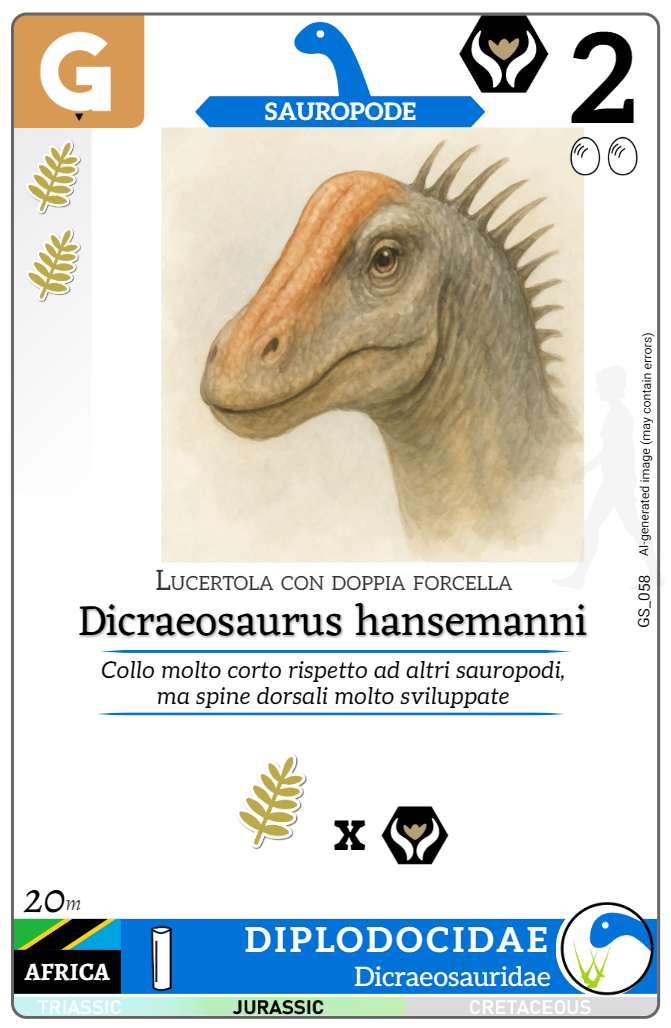 G
SAUROPODE
2
AI-generated image (may contain errors)
GS_058
Lucertola con doppia forcella
Dicraeosaurus hansemanni
Collo molto corto rispetto ad altri sauropodi,
ma spine dorsali molto sviluppate
x
20m
AFRICA
DIPLODOCIDAE
Dicraeosauridae
TRIASSIC JURASSIC CRETACEOUS